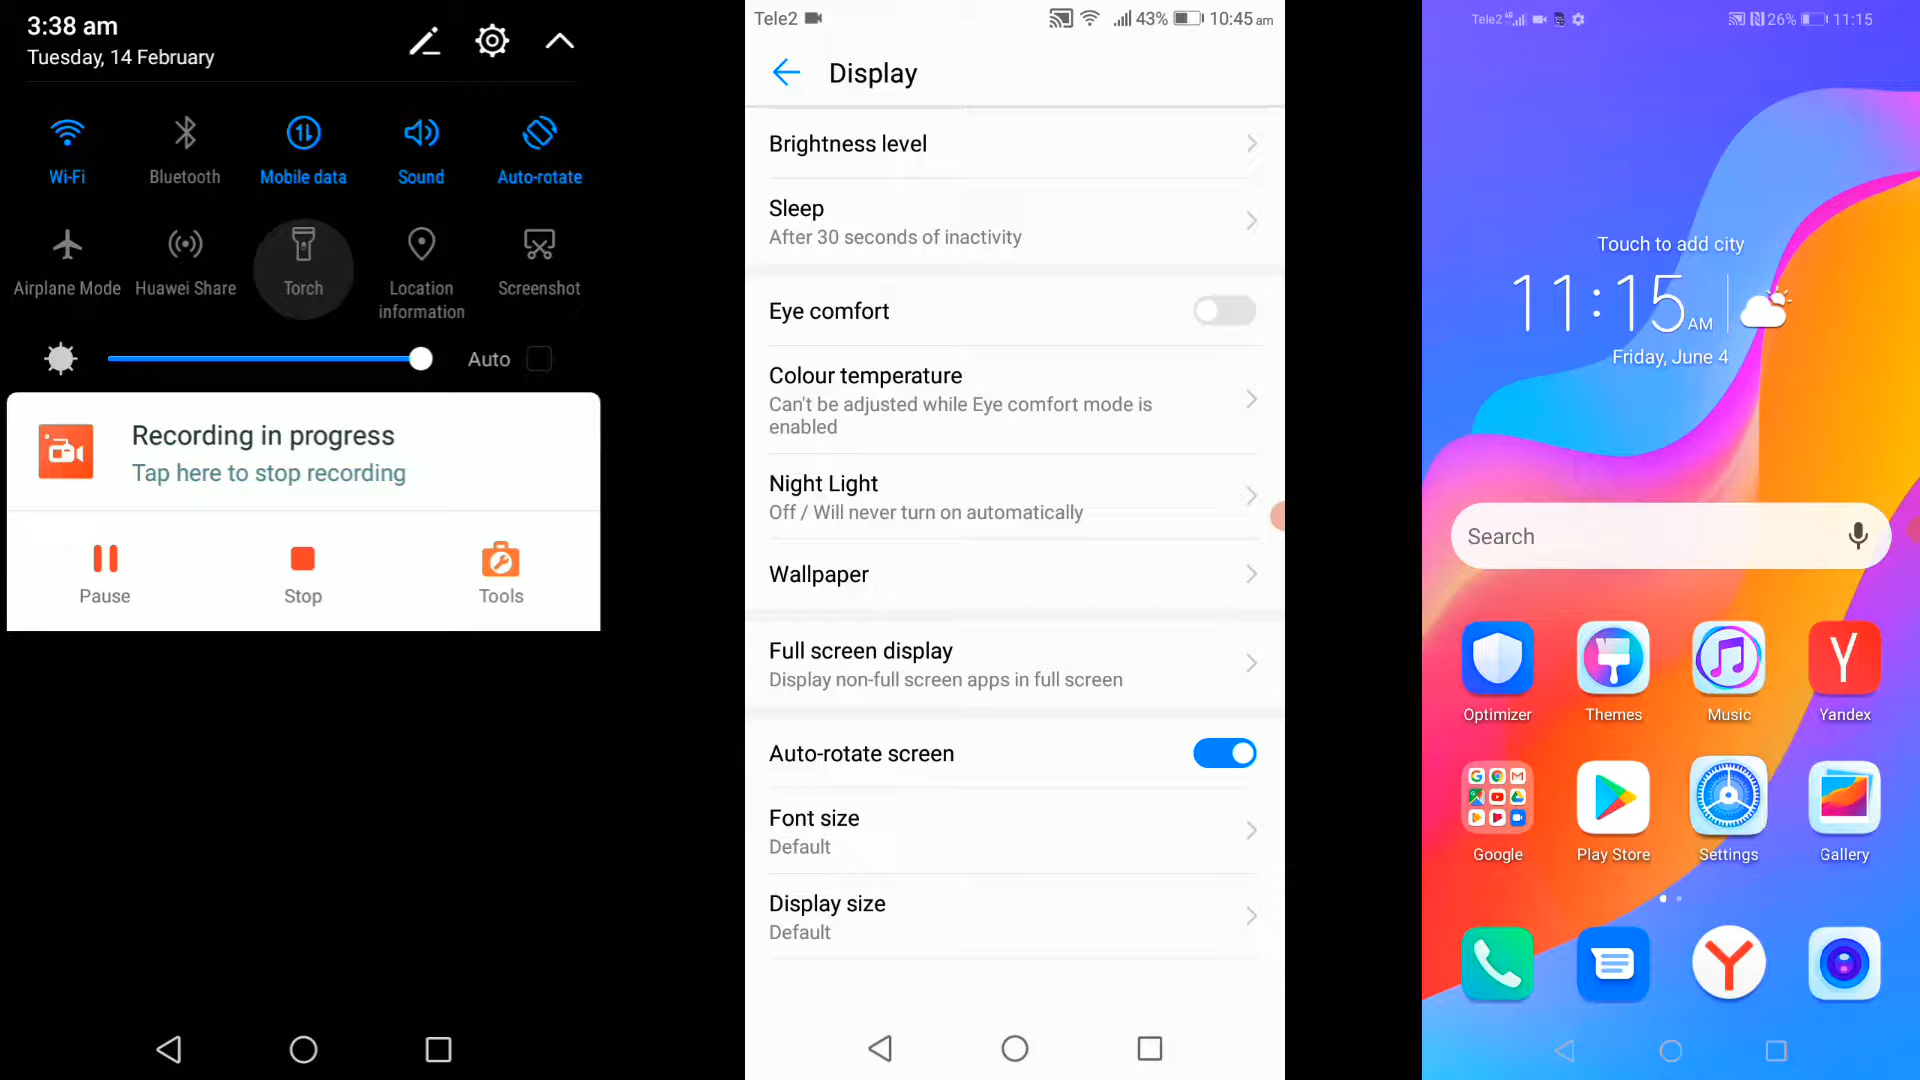 3:38 am
Tuesday, 14 February
Wi-Fi
Bluetooth
Mobile data
Sound
Auto-rotate
Airplane Mode
Huawei Share
Torch
Location
information
Screenshot
Auto
Recording in progress
Tap here to stop recording
Pause
Stop
Tools
Tele2
43%
10:45 am
Display
Brightness level
Sleep
After 30 seconds of inactivity
Eye comfort
Colour temperature
Can't be adjusted while Eye comfort mode is
enabled
Night Light
Off / Will never turn on automatically
Wallpaper
Full screen display
Display non-full screen apps in full screen
Auto-rotate screen
Font size
Default
Display size
Default
Tele2
26%
11:15
Touch to add city
11:15 AM
Friday, June 4
Search
Optimizer
Themes
Music
Yandex
Google
Play Store
Settings
Gallery